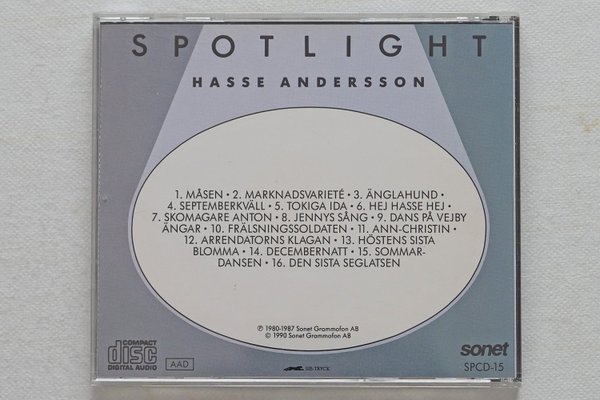 SPOTLIGHT
HASSE ANDERSSON
1. MÅSEN • 2. MARKNADSVARIETÉ • 3. ÄNGLAHUND •
4. SEPTEMBERKVÄLL • 5. TOKIGA IDA • 6. HEJ HASSE HEJ •
7. SKOMAGARE ANTON • 8. JENNYS SÅNG • 9. DANS PÅ VEJBY
ÄNGAR • 10. FRÄLSNINGSSOLDATEN • 11. ANN-CHRISTIN •
12. ARRENDATORNS KLAGAN • 13. HÖSTENS SISTA
BLOMMA • 14. DECEMBERNATT • 15. SOMMAR-
DANSEN • 16. DEN SISTA SEGLATSEN
℗ 1980-1987 Sonet Grammofon AB
© 1990 Sonet Grammofon AB
COMPACT
disc
DIGITAL AUDIO
AAD
SIB-TRYCK
sonet
SPCD-15